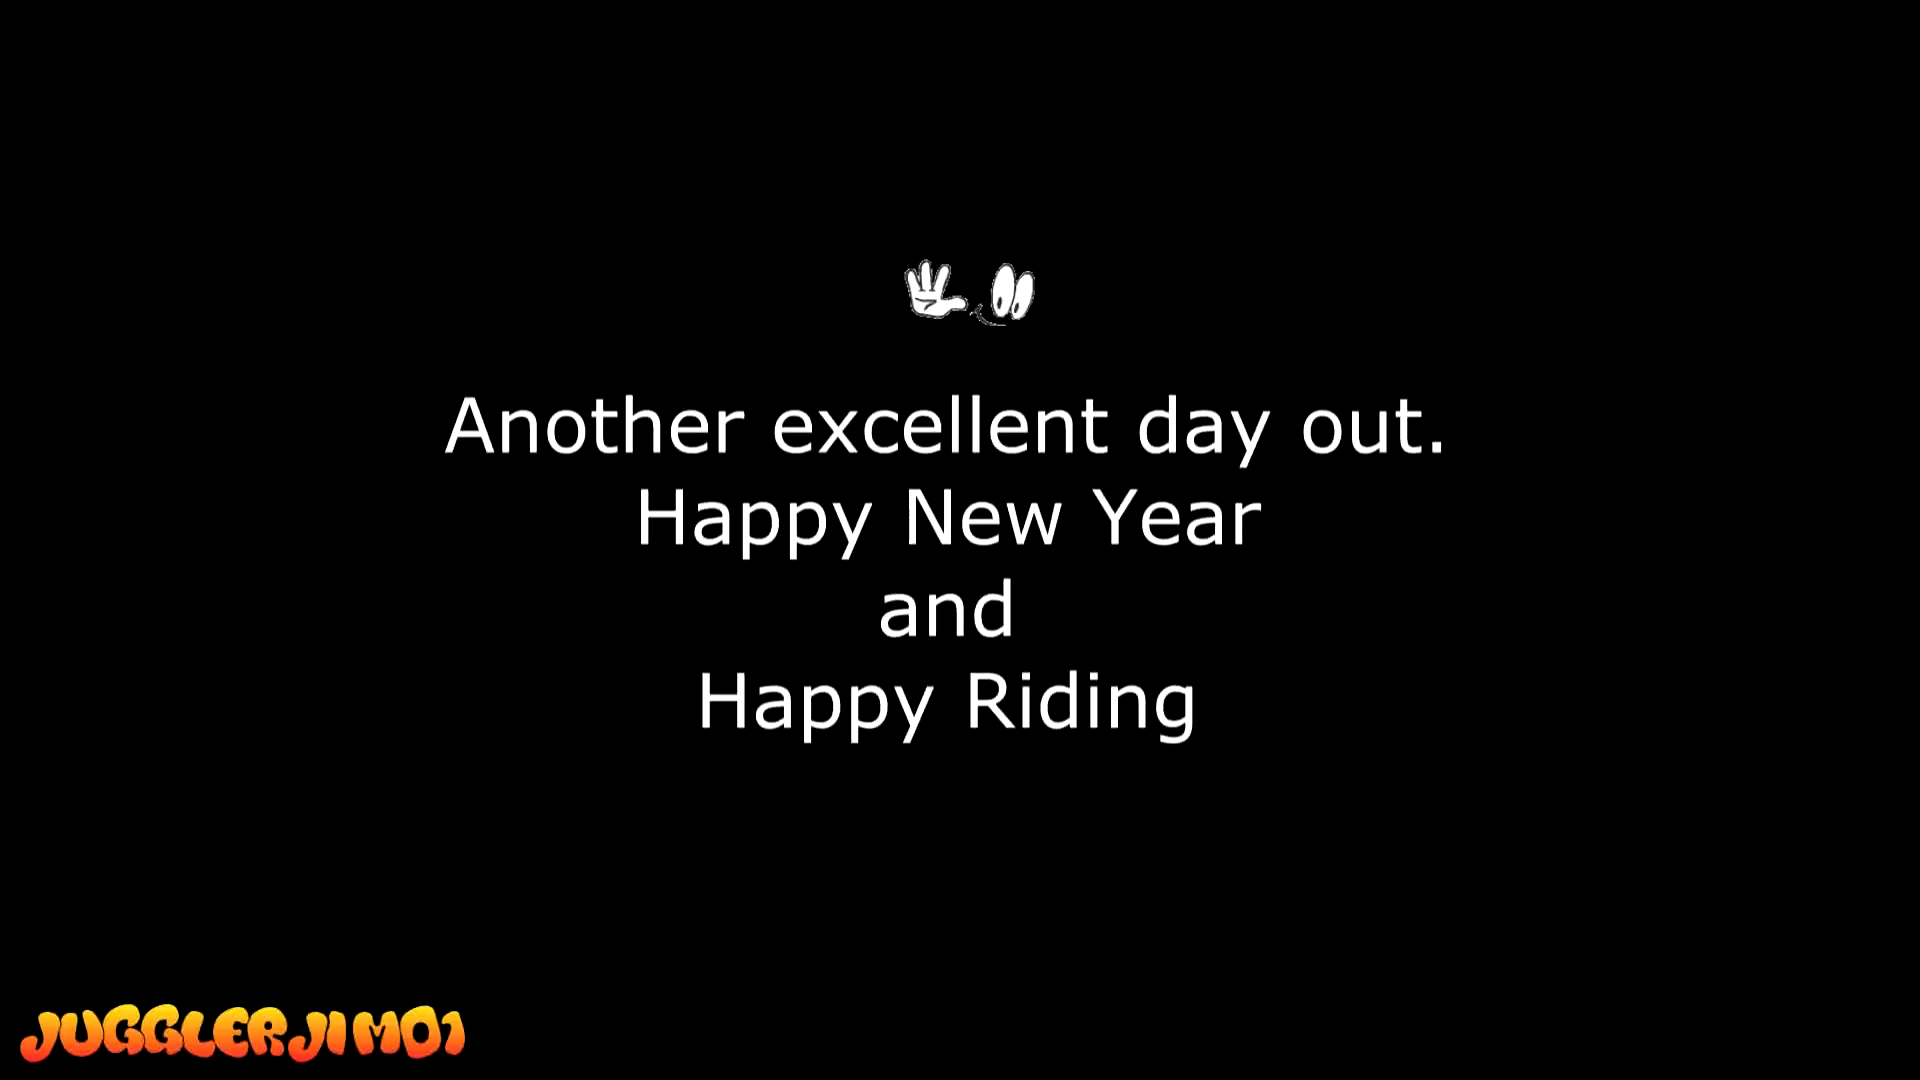 Another excellent day out.
Happy New Year
and
Happy Riding
JUGGLERJIM01